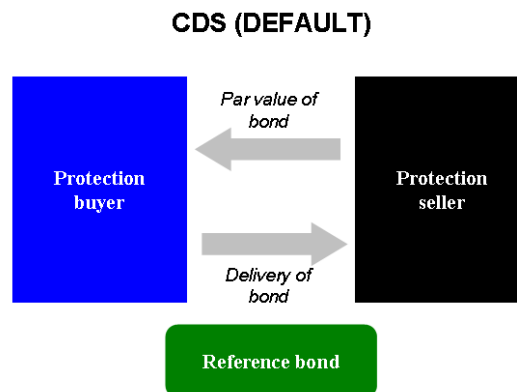 CDS (DEFAULT)
Par value of
bond
Protection
buyer
Protection
seller
Delivery of
bond
Reference bond